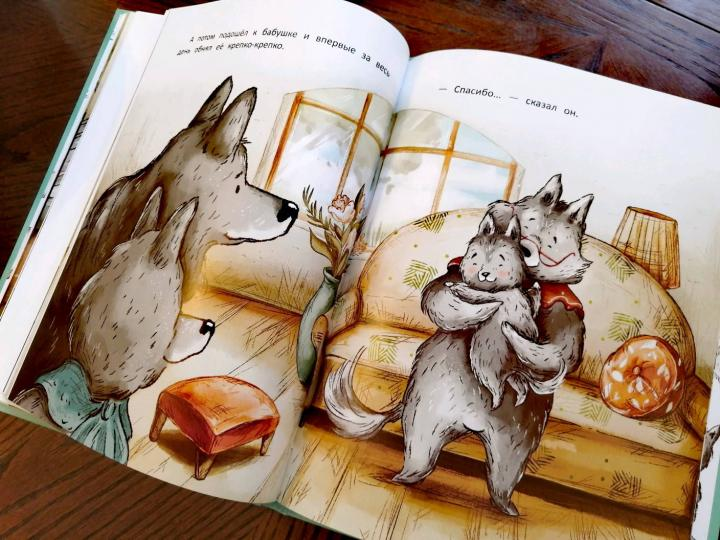 А потом подошёл к бабушке и впервые за весь
день обнял её крепко-крепко.
— Спасибо... — сказал он.